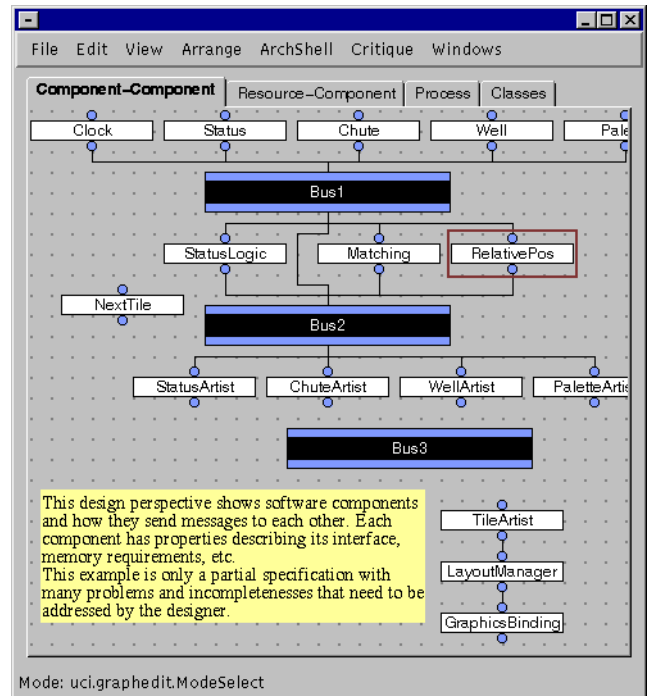 File Edit View Arrange ArchShell Critique Windows
Component-Component Resource-Component Process Classes
Clock Status Chute Well Pale
Bus1
StatusLogic Matching RelativePos
NextTile
Bus2
StatusArtist ChuteArtist WellArtist PaletteArtis
Bus3
This design perspective shows software components
and how they send messages to each other. Each
component has properties describing its interface,
memory requirements, etc.
This example is only a partial specification with
many problems and incompletenesses that need to be
addressed by the designer.
TileArtist
LayoutManager
GraphicsBinding
Mode: uci.graphedit.ModeSelect